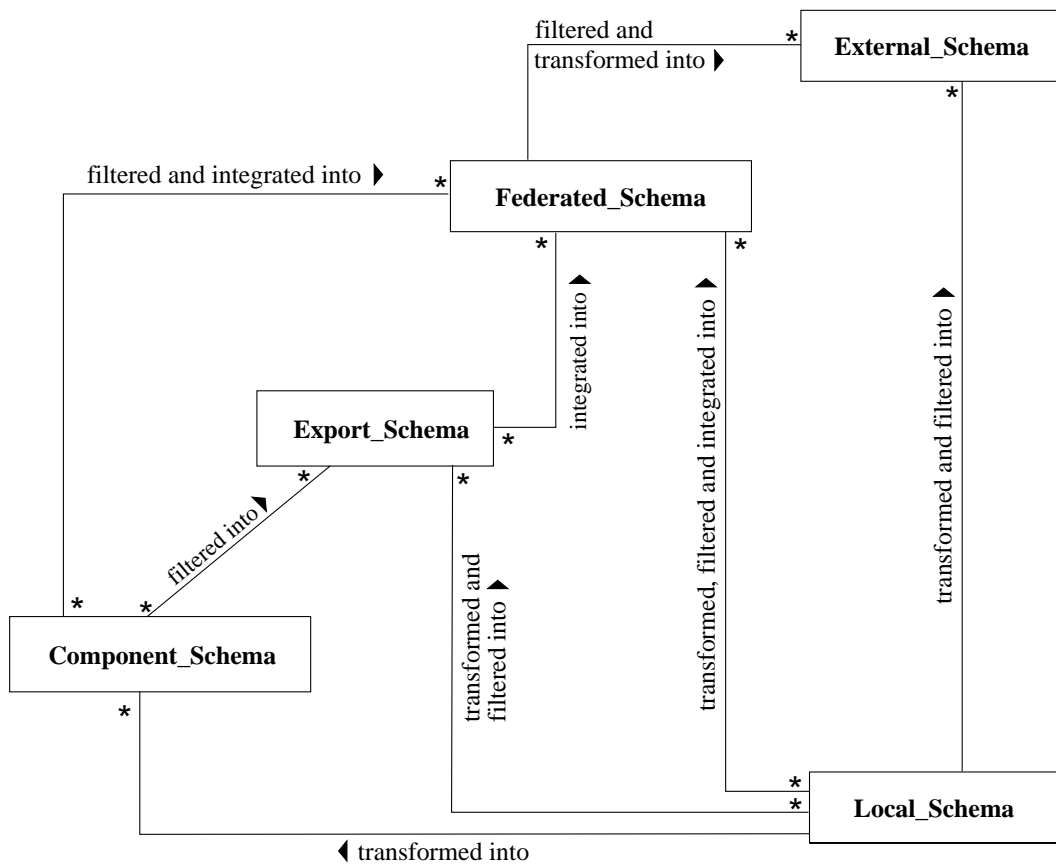 filtered and
transformed into
*
External_Schema
*
filtered and integrated into
*
Federated_Schema
*
*
integrated into
transformed, filtered and integrated into
transformed and filtered into
Export_Schema
*
*
*
filtered into
transformed and
filtered into
*
*
Component_Schema
*
*
*
Local_Schema
transformed into